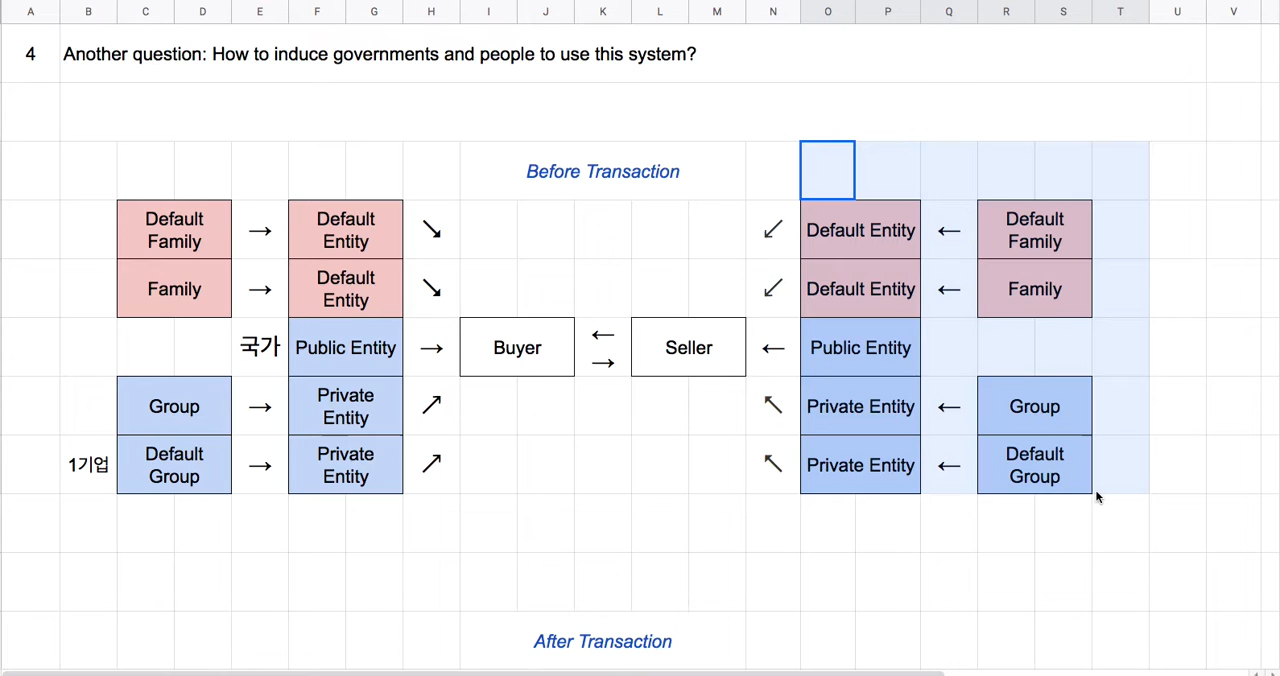 A B C D E F G H I J K L M N O P Q R S T U V
4 Another question: How to induce governments and people to use this system?
Before Transaction
Default Family → Default Entity ↘ ↙ Default Entity ← Default Family
Family → Default Entity ↘ ↙ Default Entity ← Family
국가 Public Entity → Buyer ← → Seller ← Public Entity
Group → Private Entity ↗ ↖ Private Entity ← Group
1기업 Default Group → Private Entity ↗ ↖ Private Entity ← Default Group
After Transaction